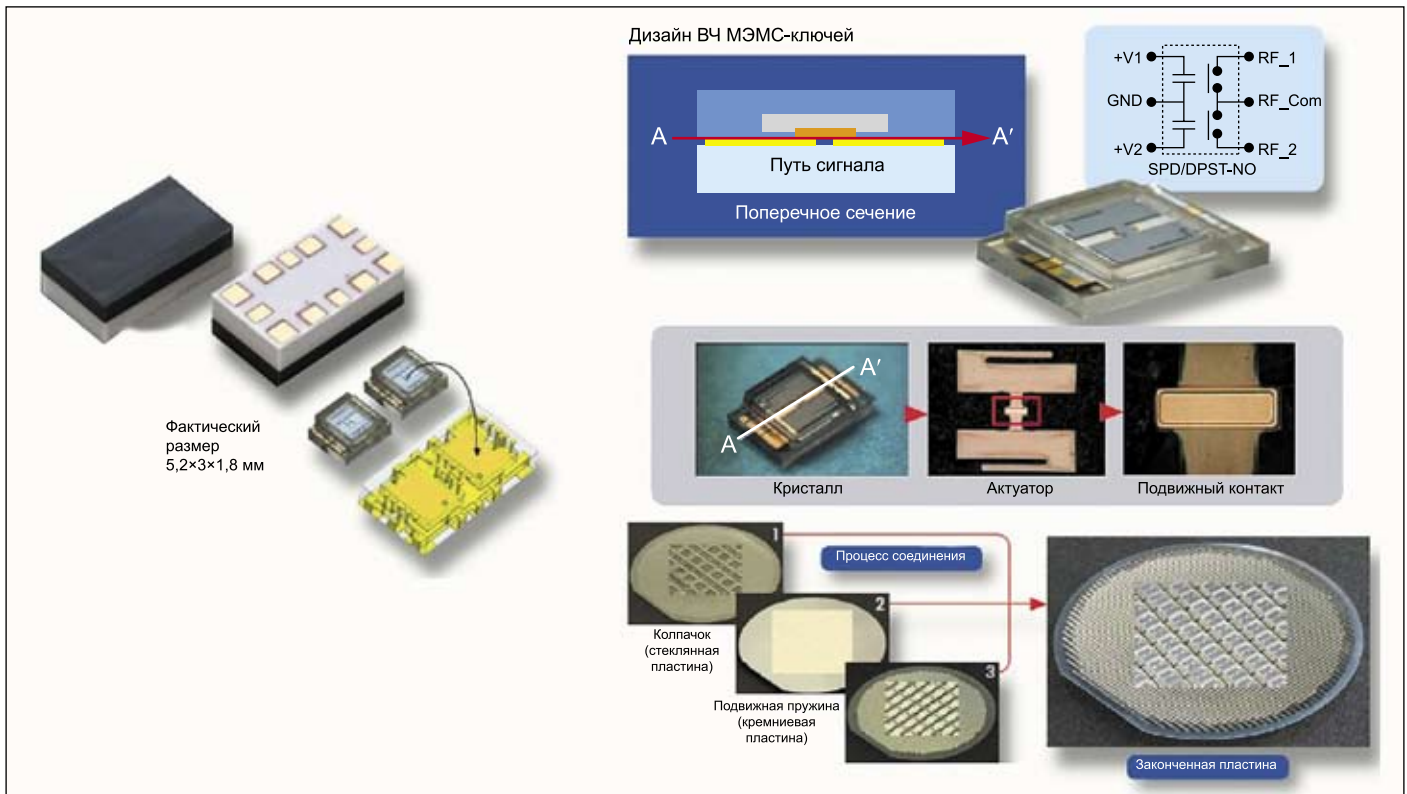 Дизайн ВЧ МЭМС-ключей
A
A′
Путь сигнала
Поперечное сечение
+V1
RF_1
GND
RF_Com
+V2
RF_2
SPD/DPST-NO
Фактический
размер
5,2×3×1,8 мм
A′
A
Кристалл
Актуатор
Подвижный контакт
1
Процесс соединения
2
Колпачок
(стеклянная
пластина)
3
Подвижная пружина
(кремниевая
пластина)
Законченная пластина